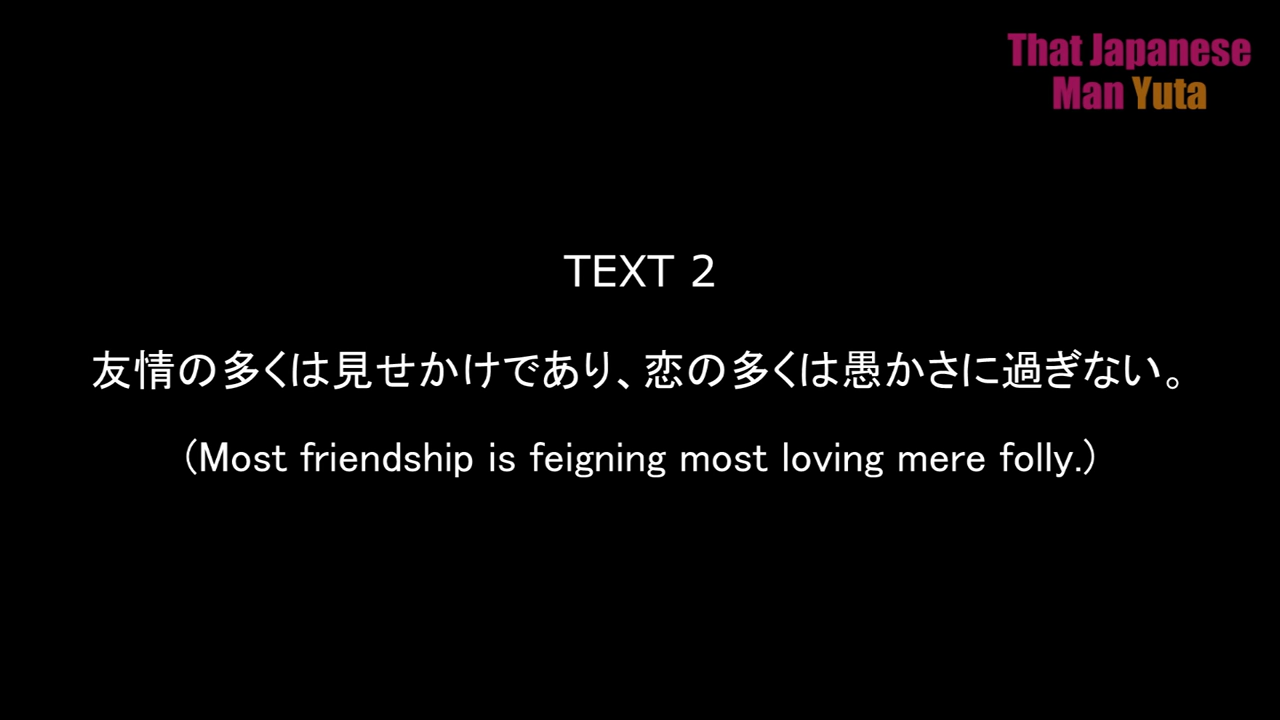 That Japanese
Man Yuta
TEXT 2
友情の多くは見せかけであり、恋の多くは愚かさに過ぎない。
(Most friendship is feigning most loving mere folly.)